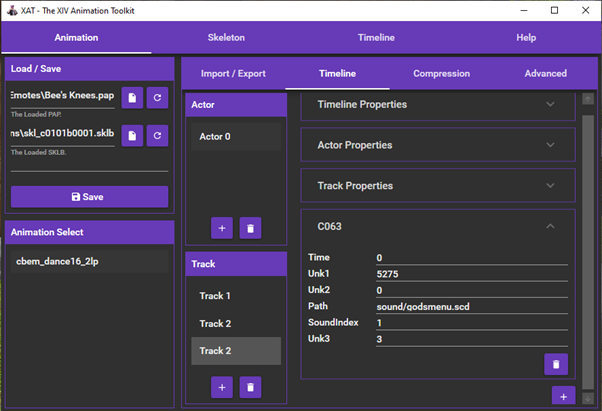 XAT - The XIV Animation Toolkit
Animation
Skeleton
Timeline
Help
Load / Save
Emotes\Bee's Knees.pap
The Loaded PAP.
ns\skl_c0101b0001.sklb
The Loaded SKLB.
Save
Animation Select
cbem_dance16_2lp
Import / Export
Timeline
Compression
Advanced
Actor
Actor 0
Track
Track 1
Track 2
Track 2
Timeline Properties
Actor Properties
Track Properties
C063
Time 0
Unk1 5275
Unk2 0
Path sound/godsmenu.scd
SoundIndex 1
Unk3 3